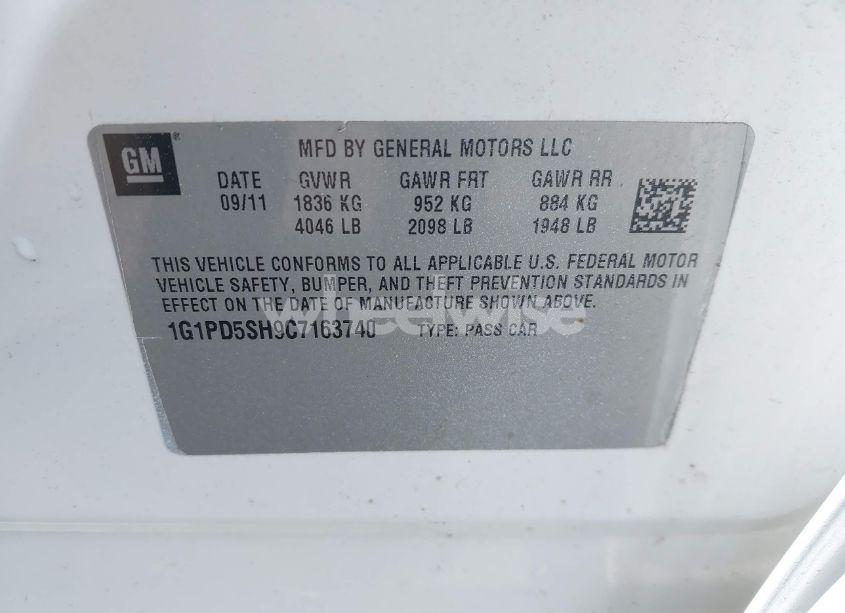 GM®
MFD BY GENERAL MOTORS LLC
DATE GVWR GAWR FRT GAWR RR
09/11 1836 KG 952 KG 884 KG
4046 LB 2098 LB 1948 LB
THIS VEHICLE CONFORMS TO ALL APPLICABLE U.S. FEDERAL MOTOR
VEHICLE SAFETY, BUMPER, AND THEFT PREVENTION STANDARDS IN
EFFECT ON THE DATE OF MANUFACTURE SHOWN ABOVE.
1G1PD5SH9C7163740 TYPE: PASS CAR
wheelwise